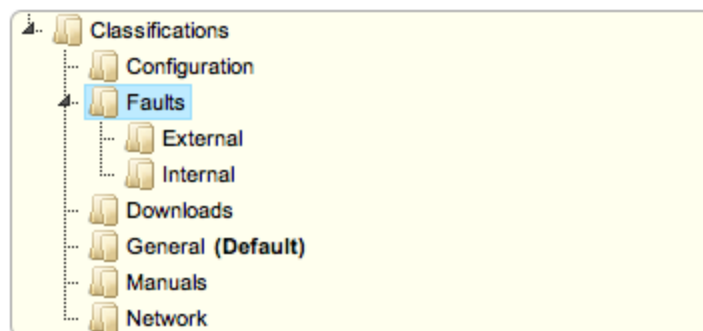 Classifications
Configuration
Faults
External
Internal
Downloads
General (Default)
Manuals
Network